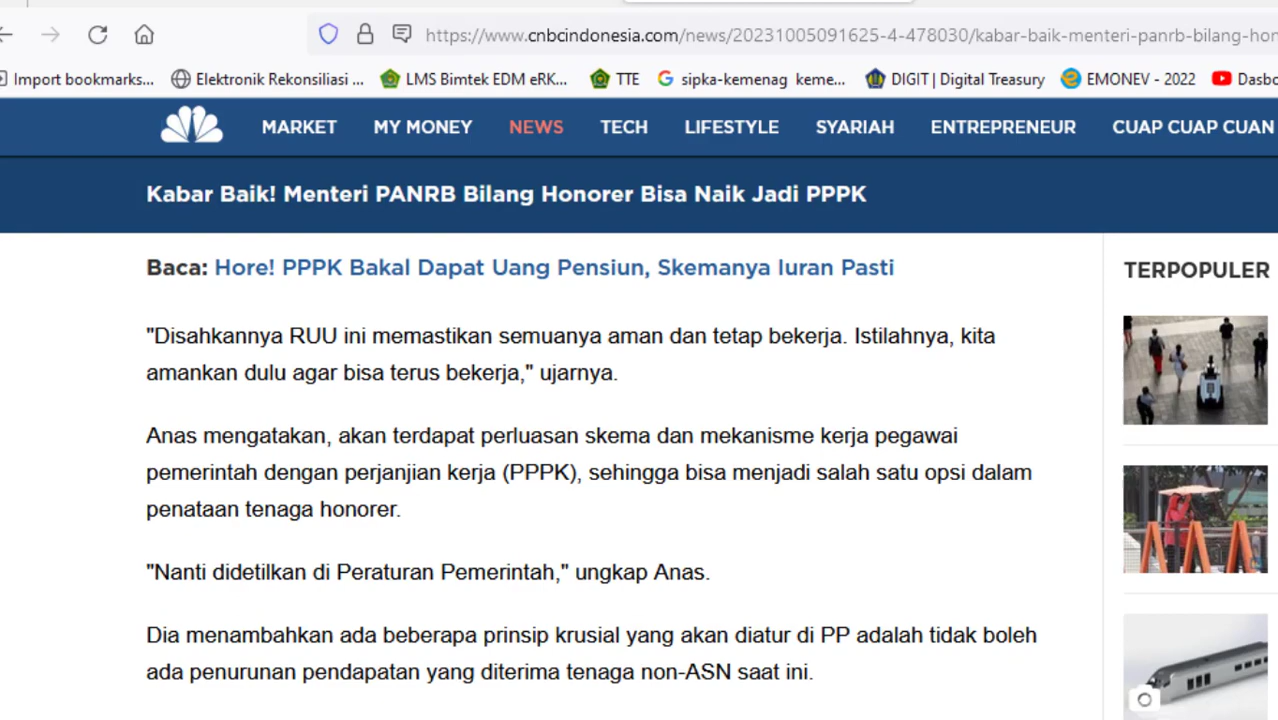 https://www.cnbcindonesia.com/news/20231005091625-4-478030/kabar-baik-menteri-panrb-bilang-hon
Import bookmarks... Elektronik Rekonsiliasi ... LMS Bimtek EDM eRK... TTE sipka-kemenag keme... DIGIT | Digital Treasury EMONEV - 2022 Dasbo
MARKET MY MONEY NEWS TECH LIFESTYLE SYARIAH ENTREPRENEUR CUAP CUAP CUAN
Kabar Baik! Menteri PANRB Bilang Honorer Bisa Naik Jadi PPPK
Baca: Hore! PPPK Bakal Dapat Uang Pensiun, Skemanya Iuran Pasti
"Disahkannya RUU ini memastikan semuanya aman dan tetap bekerja. Istilahnya, kita
amankan dulu agar bisa terus bekerja," ujarnya.
Anas mengatakan, akan terdapat perluasan skema dan mekanisme kerja pegawai
pemerintah dengan perjanjian kerja (PPPK), sehingga bisa menjadi salah satu opsi dalam
penataan tenaga honorer.
"Nanti didetilkan di Peraturan Pemerintah," ungkap Anas.
Dia menambahkan ada beberapa prinsip krusial yang akan diatur di PP adalah tidak boleh
ada penurunan pendapatan yang diterima tenaga non-ASN saat ini.
TERPOPULER